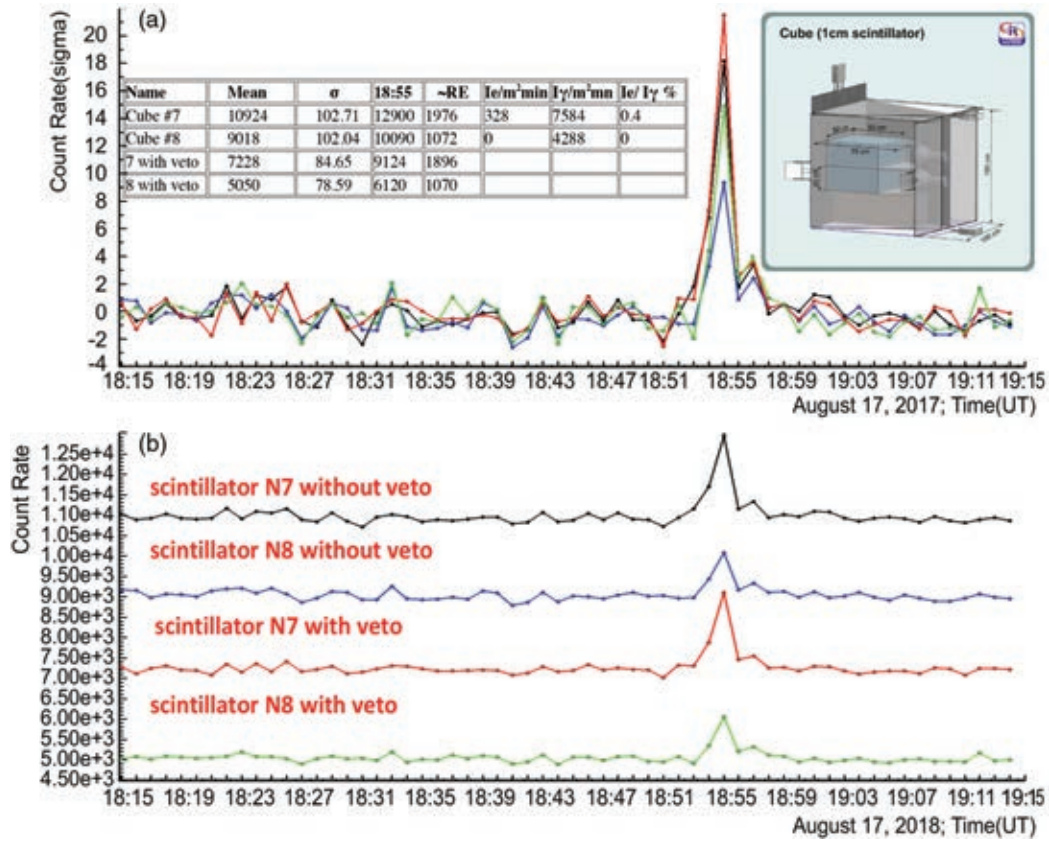 (a)
Count Rate(sigma)
20
18
16
14
12
10
8
6
4
2
0
-2
-4
Name Mean σ 18:55 ~RE Ie/m²min Iγ/m²mn Ie/ Iγ %
Cube #7 10924 102.71 12900 1976 328 7584 0.4
Cube #8 9018 102.04 10090 1072 0 4288 0
7 with veto 7228 84.65 9124 1896
8 with veto 5050 78.59 6120 1070
Cube (1cm scintillator)
18:15 18:19 18:23 18:27 18:31 18:35 18:39 18:43 18:47 18:51 18:55 18:59 19:03 19:07 19:11 19:15
August 17, 2017; Time(UT)
(b)
Count Rate
1.25e+4
1.20e+4
1.15e+4
1.10e+4
1.05e+4
1.00e+4
9.50e+3
9.00e+3
8.50e+3
8.00e+3
7.50e+3
7.00e+3
6.50e+3
6.00e+3
5.50e+3
5.00e+3
4.50e+3
scintillator N7 without veto
scintillator N8 without veto
scintillator N7 with veto
scintillator N8 with veto
18:15 18:19 18:23 18:27 18:31 18:35 18:39 18:43 18:47 18:51 18:55 18:59 19:03 19:07 19:11 19:15
August 17, 2018; Time(UT)